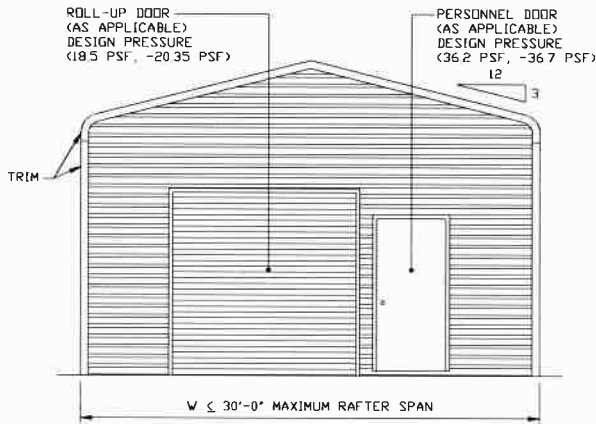 ROLL-UP DOOR
(AS APPLICABLE)
DESIGN PRESSURE
(18.5 PSF, -20.35 PSF)
PERSONNEL DOOR
(AS APPLICABLE)
DESIGN PRESSURE
(36.2 PSF, -36.7 PSF)
12
3
TRIM
W ≤ 30'-0" MAXIMUM RAFTER SPAN